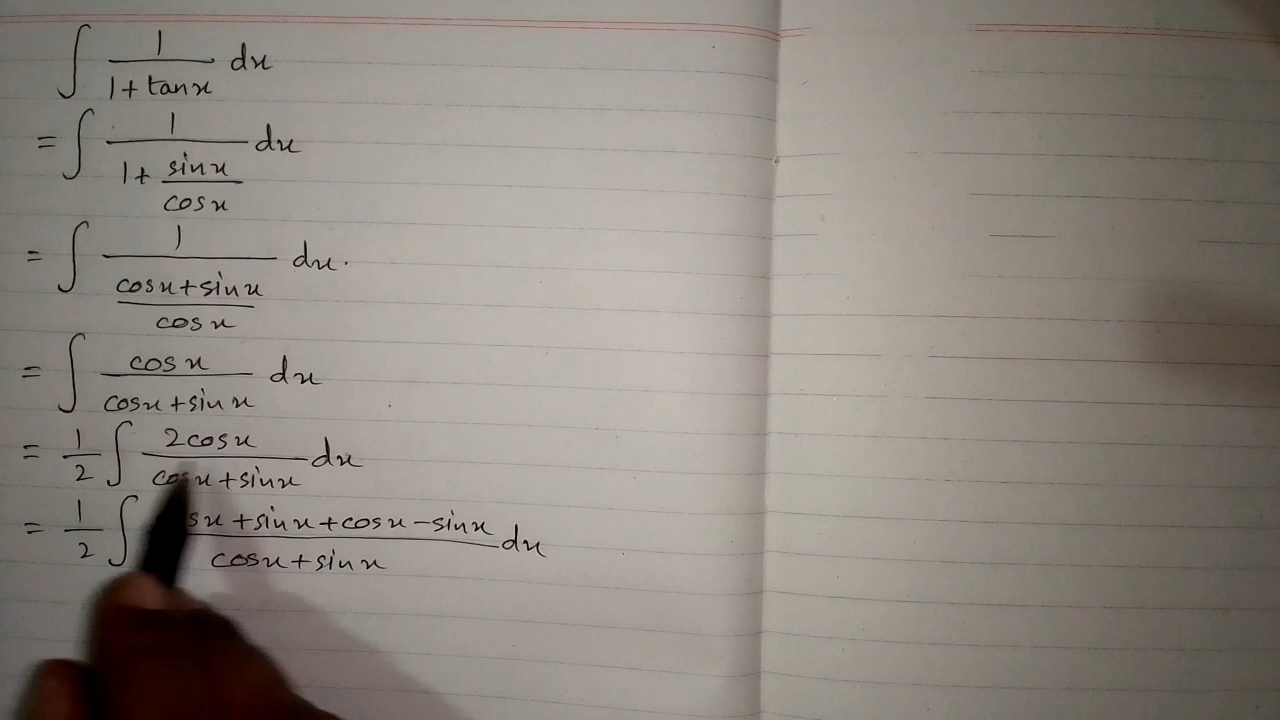 ∫ 1/(1+tanx) dx
= ∫ 1/(1+ sinx/cosx) dx
= ∫ 1/((cosx+sinx)/cosx) dx.
= ∫ cosx/(cosx+sinx) dx
= 1/2 ∫ 2cosx/(cosx+sinx) dx
= 1/2 ∫ (cosx+sinx+cosx-sinx)/(cosx+sinx) dx